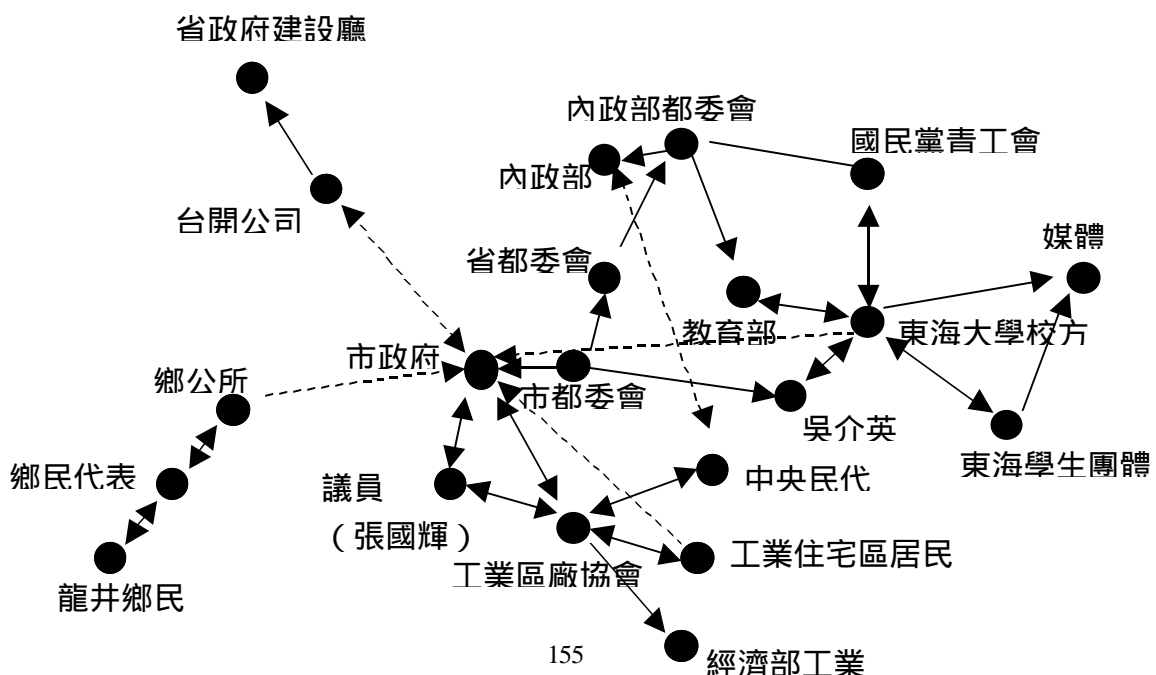 省政府建設廳
內政部都委會
國民黨青工會
內政部
台開公司
媒體
省都委會
教育部
東海大學校方
市政府
鄉公所
市都委會
吳介英
鄉民代表
議員
（張國輝）
中央民代
東海學生團體
工業區廠協會
工業住宅區居民
龍井鄉民
155
經濟部工業